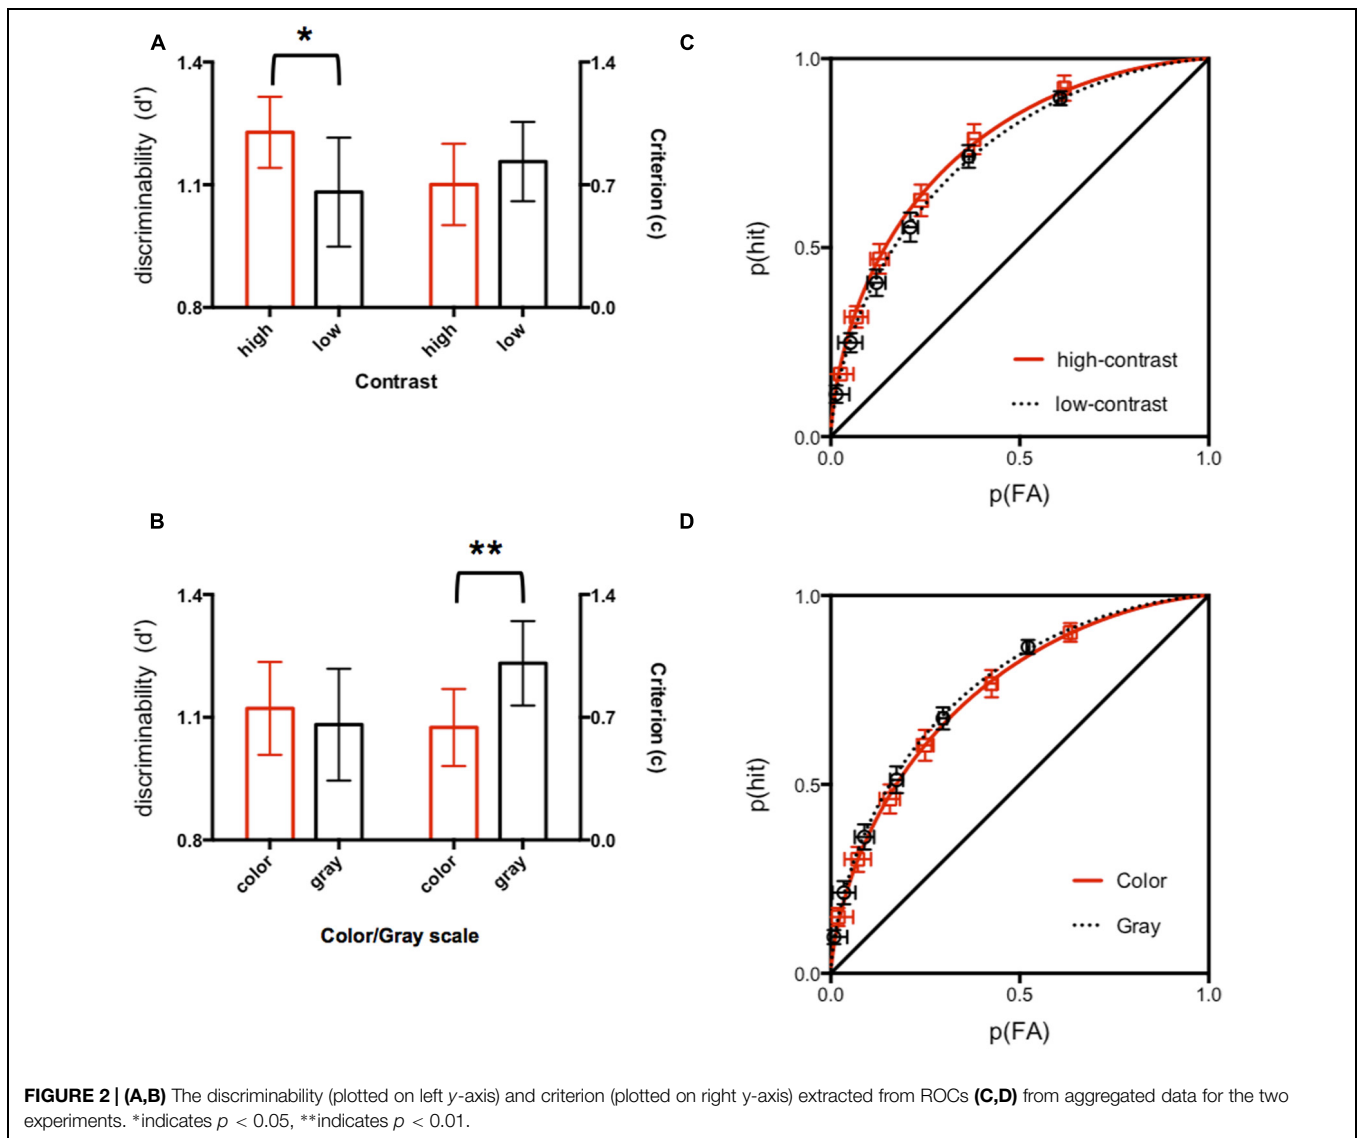 A
*
1.4
1.1
0.8
discriminability (d')
1.4
0.7
0.0
Criterion (c)
high
low
high
low
Contrast
C
1.0
0.5
0.0
p(hit)
high-contrast
low-contrast
0.0
0.5
1.0
p(FA)
B
**
1.4
1.1
0.8
discriminability (d')
1.4
0.7
0.0
Criterion (c)
color
gray
color
gray
Color/Gray scale
D
1.0
0.5
0.0
p(hit)
Color
Gray
0.0
0.5
1.0
p(FA)
FIGURE 2 | (A,B) The discriminability (plotted on left y-axis) and criterion (plotted on right y-axis) extracted from ROCs (C,D) from aggregated data for the two
experiments. *indicates p < 0.05, **indicates p < 0.01.